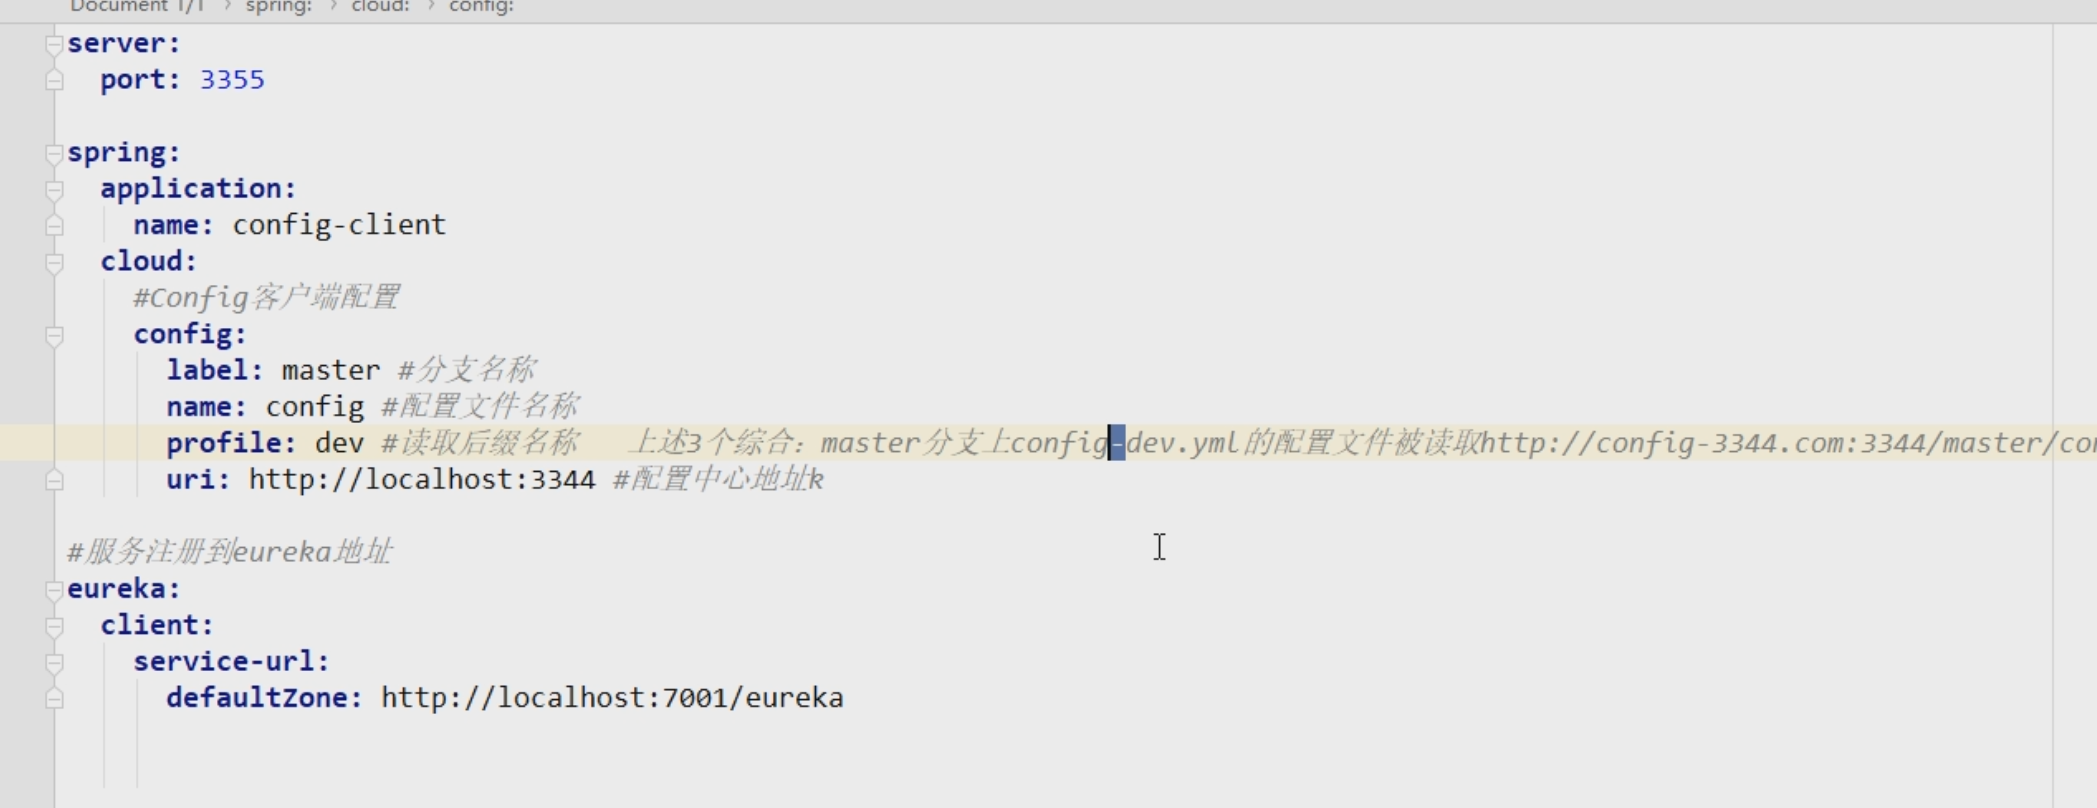 Document 1/1 › spring: › cloud: › config:
server:
  port: 3355
spring:
  application:
    name: config-client
  cloud:
    #Config客户端配置
    config:
      label: master #分支名称
      name: config #配置文件名称
      profile: dev #读取后缀名称   上述3个综合：master分支上config-dev.yml的配置文件被读取http://config-3344.com:3344/master/
      uri: http://localhost:3344 #配置中心地址k
#服务注册到eureka地址
eureka:
  client:
    service-url:
      defaultZone: http://localhost:7001/eureka